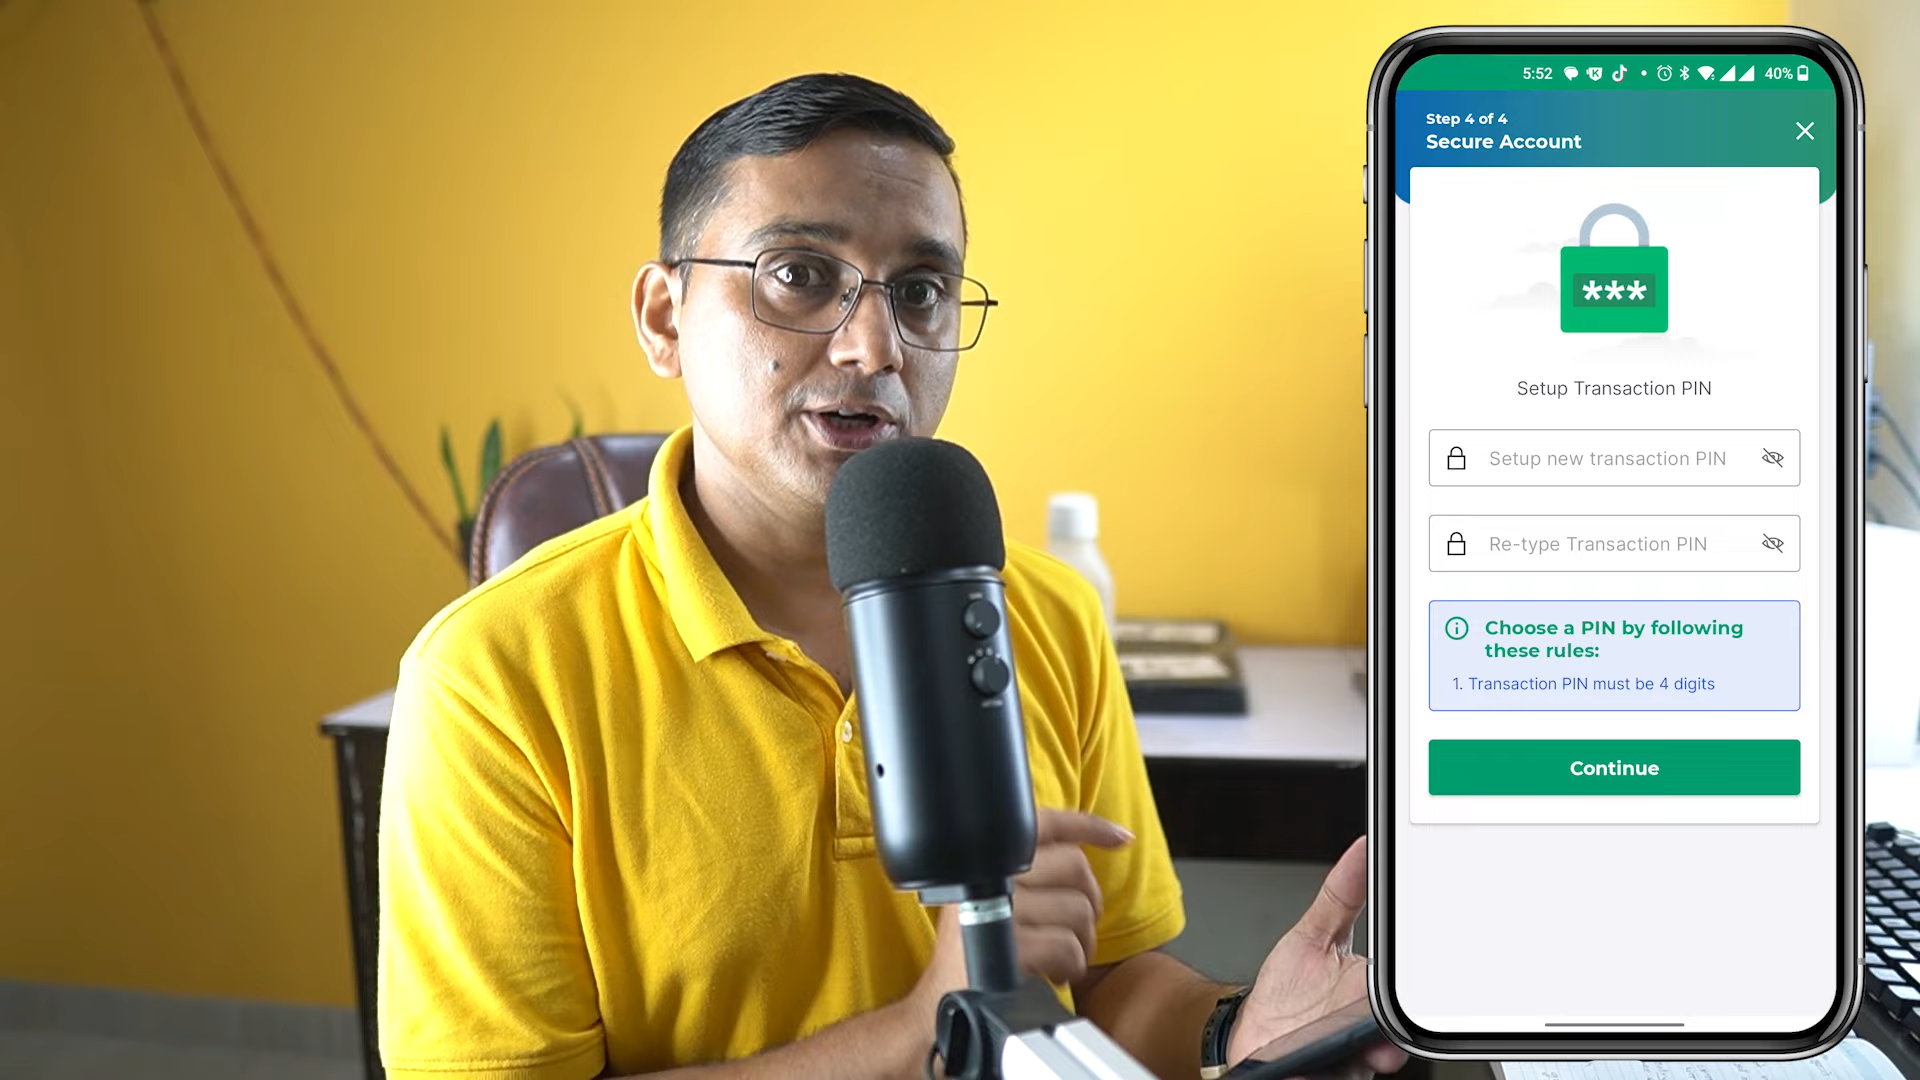 5:52
40%
Step 4 of 4
Secure Account
***
Setup Transaction PIN
Setup new transaction PIN
Re-type Transaction PIN
Choose a PIN by following
these rules:
1. Transaction PIN must be 4 digits
Continue